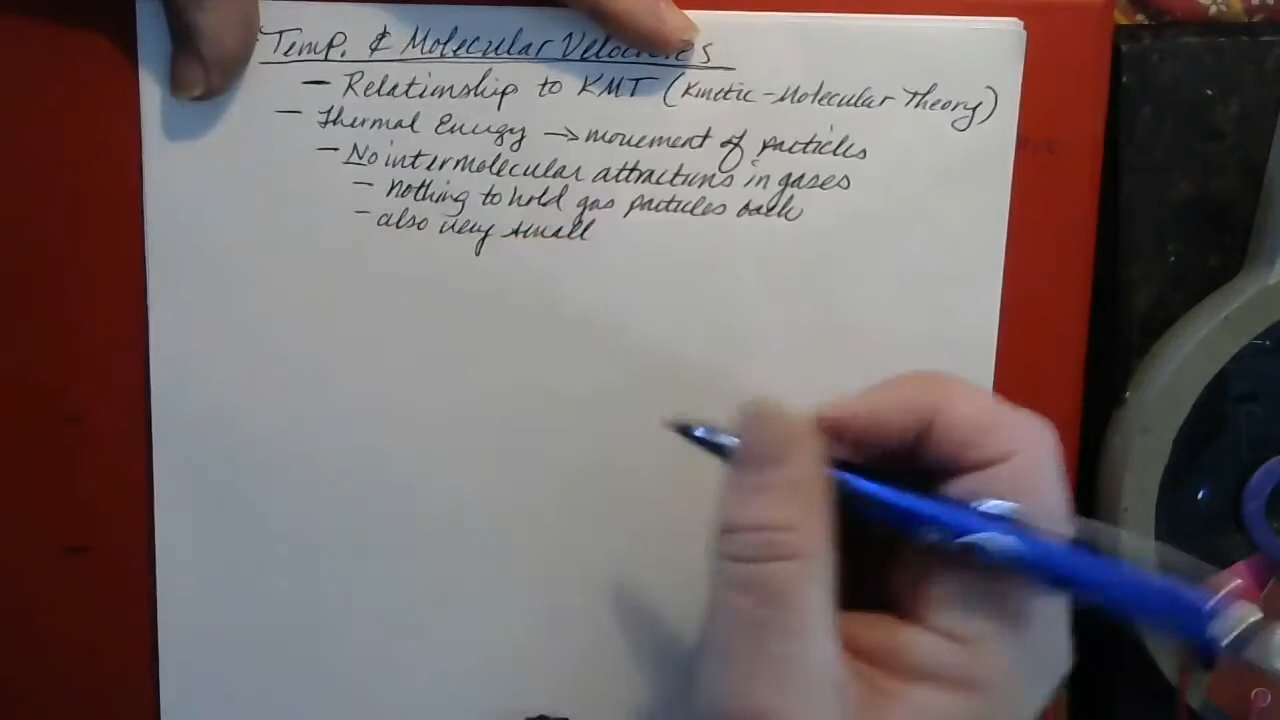 Temp. & Molecular Velocities
– Relationship to KMT (Kinetic-Molecular Theory)
– Thermal Energy → movement of particles
– No intermolecular attractions in gases
– nothing to hold gas particles back
– also very small